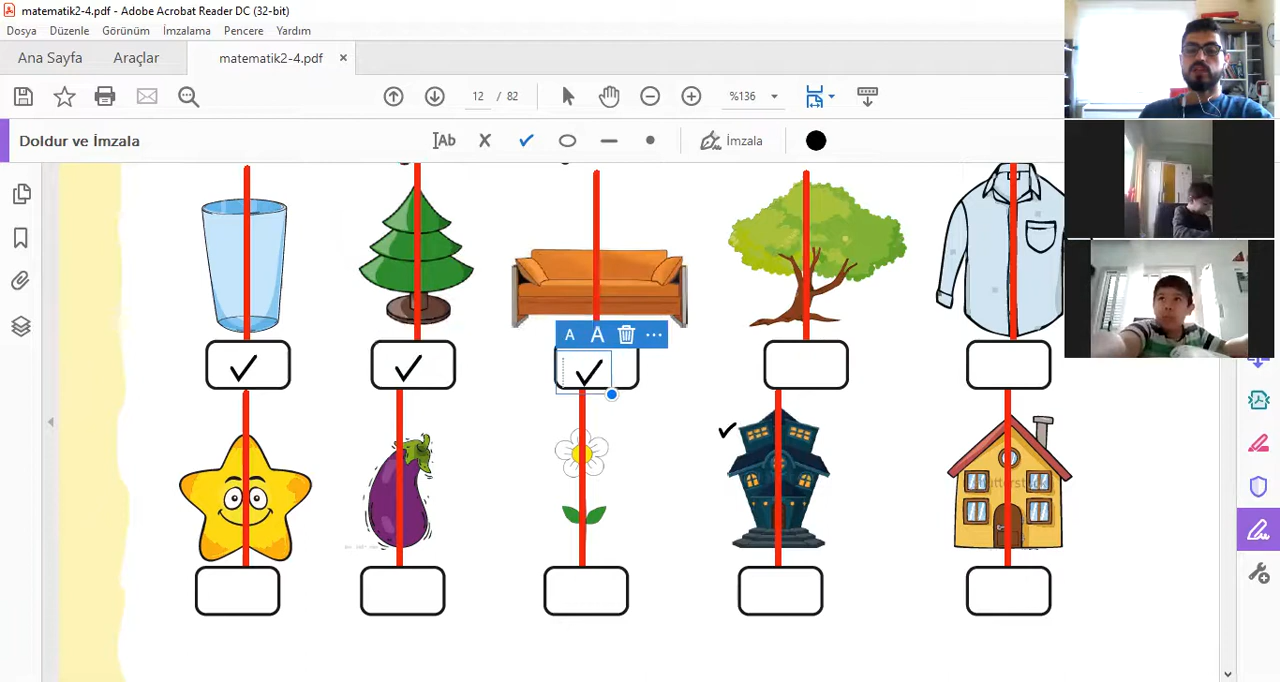 matematik2-4.pdf - Adobe Acrobat Reader DC (32-bit)
Dosya Düzenle Görünüm İmzalama Pencere Yardım
Ana Sayfa Araçlar matematik2-4.pdf ×
12 / 82 %136
Doldur ve İmzala Ab İmzala
A A